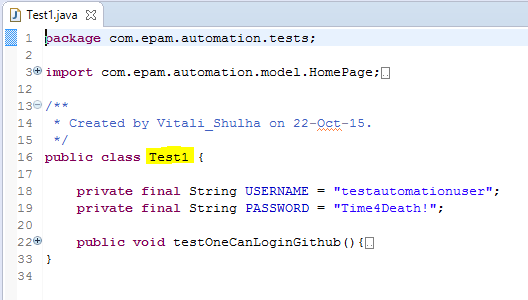 Test1.java
1 package com.epam.automation.tests;
2
3 import com.epam.automation.model.HomePage;
12
13 /**
14  * Created by Vitali_Shulha on 22-Oct-15.
15  */
16 public class Test1 {
17
18     private final String USERNAME = "testautomationuser";
19     private final String PASSWORD = "Time4Death!";
20
22     public void testOneCanLoginGithub(){
33 }
34